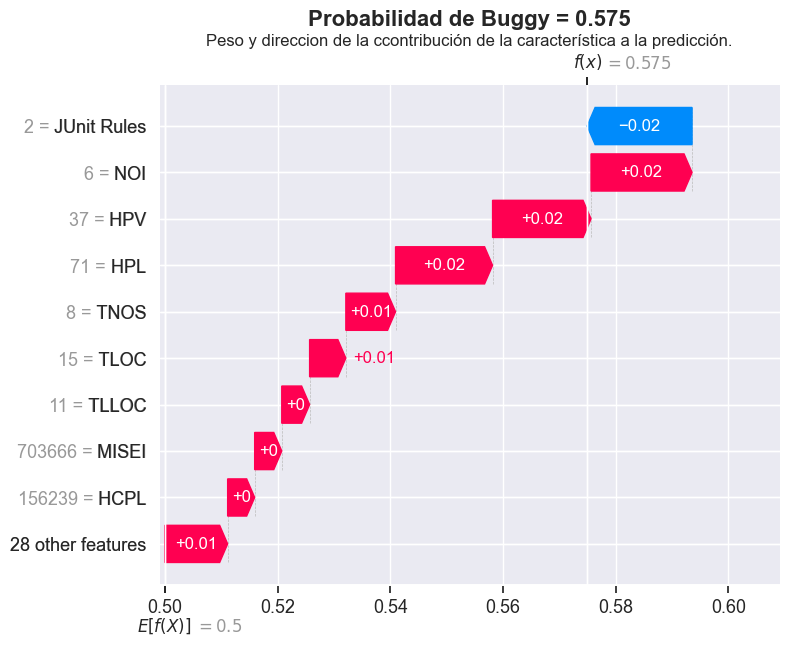 Probabilidad de Buggy = 0.575
Peso y direccion de la ccontribución de la característica a la predicción.
f(x) = 0.575
2 = JUnit Rules
−0.02
6 = NOI
+0.02
37 = HPV
+0.02
71 = HPL
+0.02
8 = TNOS
+0.01
15 = TLOC
+0.01
11 = TLLOC
+0
703666 = MISEI
+0
156239 = HCPL
+0
28 other features
+0.01
0.50 0.52 0.54 0.56 0.58 0.60
E[f(X)] = 0.5